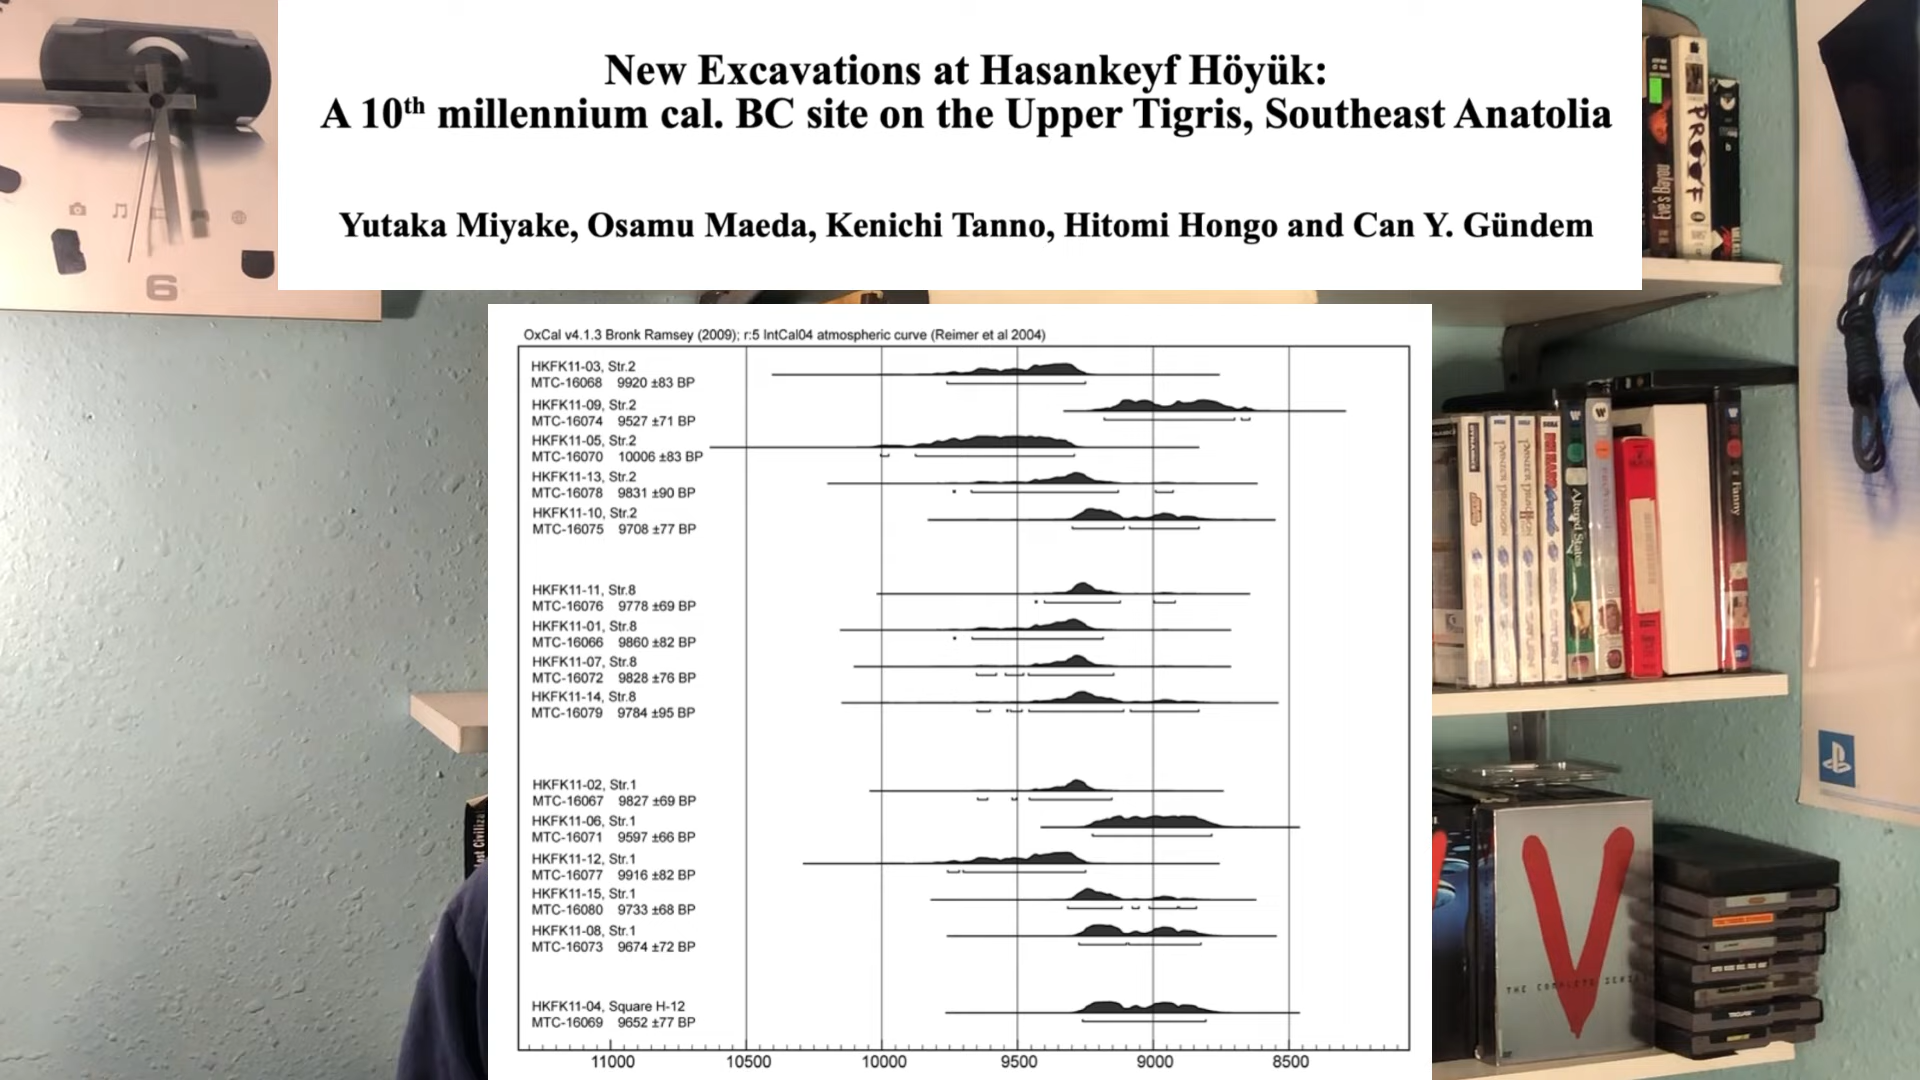 New Excavations at Hasankeyf Höyük:
A 10th millennium cal. BC site on the Upper Tigris, Southeast Anatolia
Yutaka Miyake, Osamu Maeda, Kenichi Tanno, Hitomi Hongo and Can Y. Gündem
6
Eve's Bayou
PROOF
OxCal v4.1.3 Bronk Ramsey (2009); r:5 IntCal04 atmospheric curve (Reimer et al 2004)
HKFK11-03, Str.2
MTC-16068 9920 ±83 BP
HKFK11-09, Str.2
MTC-16074 9527 ±71 BP
HKFK11-05, Str.2
MTC-16070 10006 ±83 BP
HKFK11-13, Str.2
MTC-16078 9831 ±90 BP
HKFK11-10, Str.2
MTC-16075 9708 ±77 BP
HKFK11-11, Str.8
MTC-16076 9778 ±69 BP
HKFK11-01, Str.8
MTC-16066 9860 ±82 BP
HKFK11-07, Str.8
MTC-16072 9828 ±76 BP
HKFK11-14, Str.8
MTC-16079 9784 ±95 BP
HKFK11-02, Str.1
MTC-16067 9827 ±69 BP
HKFK11-06, Str.1
MTC-16071 9597 ±66 BP
HKFK11-12, Str.1
MTC-16077 9916 ±82 BP
HKFK11-15, Str.1
MTC-16080 9733 ±68 BP
HKFK11-08, Str.1
MTC-16073 9674 ±72 BP
HKFK11-04, Square H-12
MTC-16069 9652 ±77 BP
11000 10500 10000 9500 9000 8500
Altered States
Funny
SEGA SATURN
V
THE COMPLETE SERIES